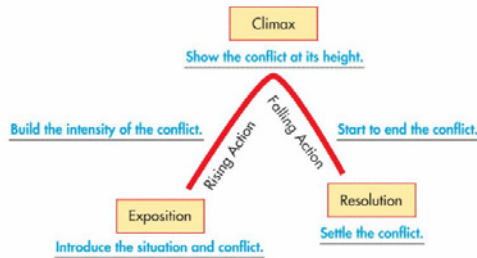 Climax
Show the conflict at its height.
Build the intensity of the conflict.
Rising Action
Falling Action
Start to end the conflict.
Exposition
Introduce the situation and conflict.
Resolution
Settle the conflict.